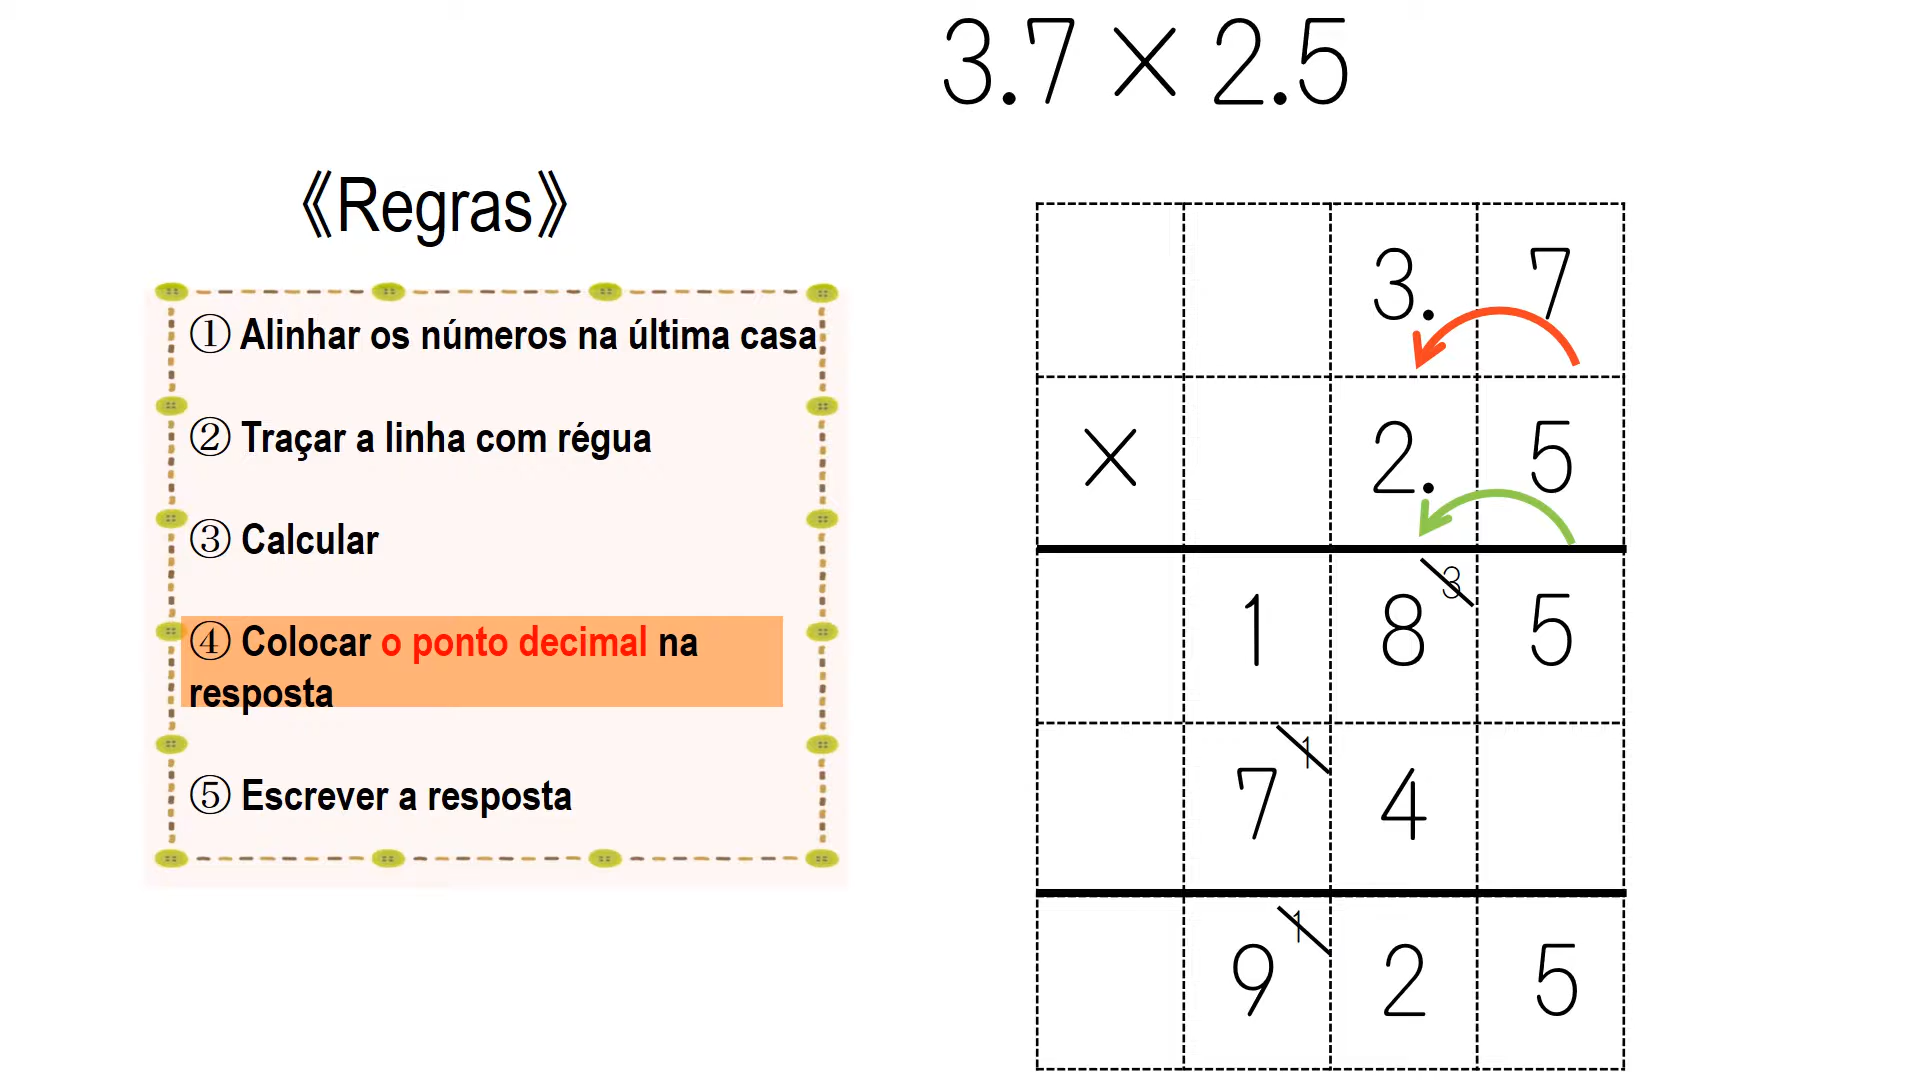 3.7×2.5
《Regras》
① Alinhar os números na última casa
② Traçar a linha com régua
③ Calcular
④ Colocar o ponto decimal na
resposta
⑤ Escrever a resposta
3. 7
× 2. 5
1 8 3 5
7 1 4
9 1 2 5